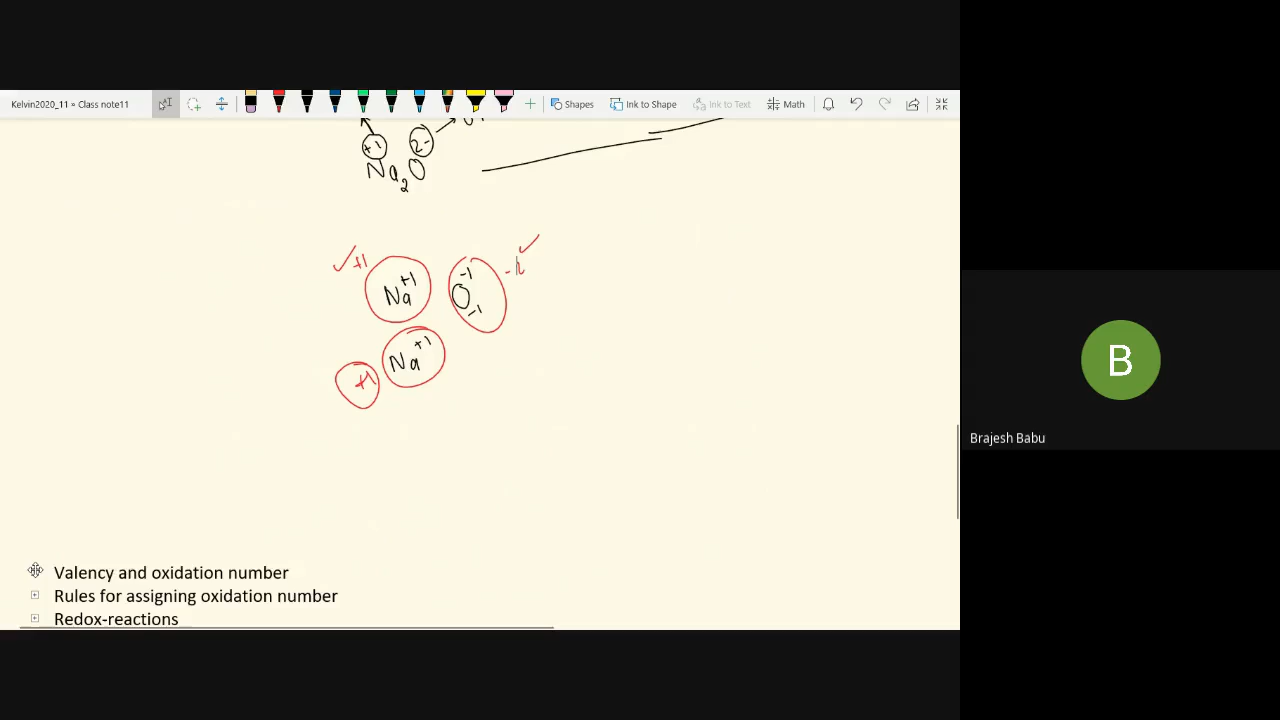 Kelvin2020_11 » Class note11
Shapes
Ink to Shape
Ink to Text
Math
+1 2-
Na2O
+1
Na+1
O-1
-1
Na+1
+1
B
Brajesh Babu
Valency and oxidation number
Rules for assigning oxidation number
Redox-reactions